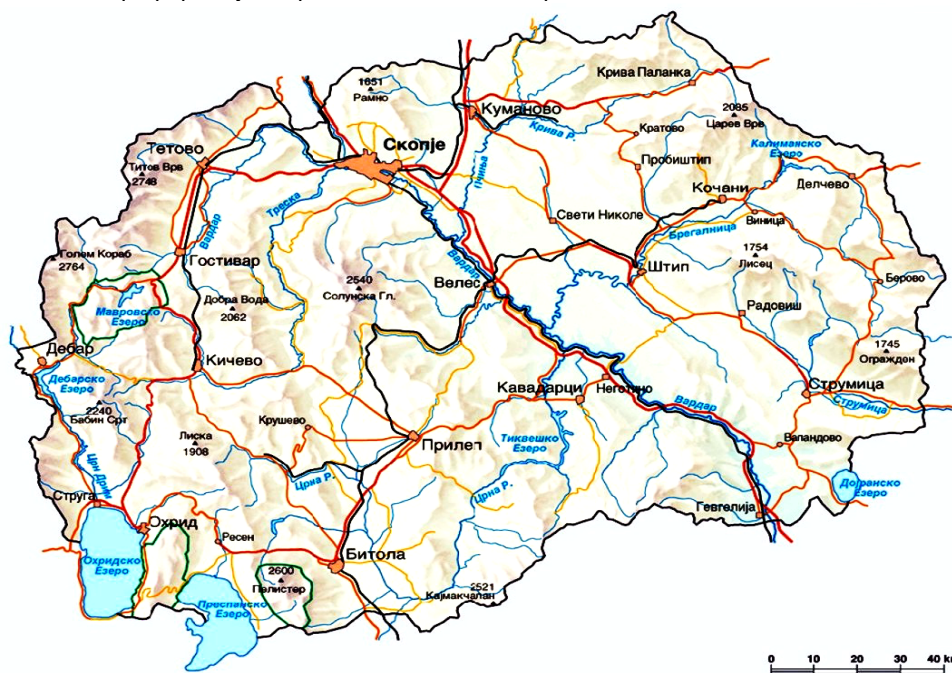 1651
Рамно
Крива Паланка
Куманово
2085
Царев Врв
Крива Р.
Кратово
Скопје
Калиманско
Езеро
Тетово
Титов Врв
2748
Пчиња
Пробиштип
Делчево
Кочани
Треска
Виница
Вардар
Свети Николе
Брегалница
Голем Кораб
2764
Гостивар
Вардар
1754
Лисец
Штип
Берово
2540
Солунска Гл.
Велес
Добра Вода
2062
Мавровско
Езеро
Радовиш
Дебар
1745
Огражден
Кичево
Дебарско
Езеро
Кавадарци
Неготино
Струмица
Струмица
Вардар
2240
Бабин Срт
Крушево
Лиска
1908
Прилеп
Тиквешко
Езеро
Валандово
Црн Дрим
Црна Р.
Црна Р.
Дојранско
Езеро
Струга
Гевгелија
Охрид
Ресен
Битола
Охридско
Езеро
2600
Пелистер
2521
Кајмакчалан
Преспанско
Езеро
0 10 20 30 40